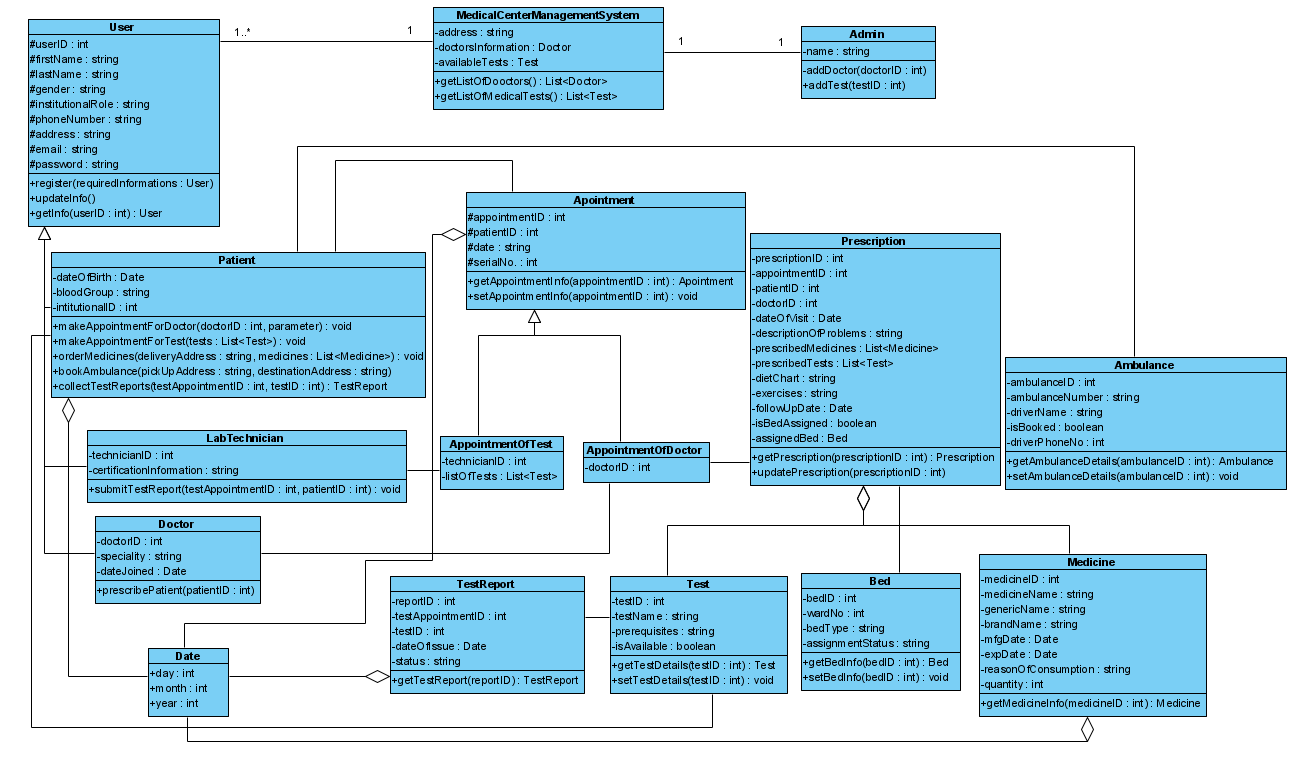 User
#userID : int
#firstName : string
#lastName : string
#gender : string
#institutionalRole : string
#phoneNumber : string
#address : string
#email : string
#password : string
+register(requiredInformations : User)
+updateInfo()
+getInfo(userID : int) : User
1..*
1
MedicalCenterManagementSystem
-address : string
-doctorsInformation : Doctor
-availableTests : Test
+getListOfDooctors() : List<Doctor>
+getListOfMedicalTests() : List<Test>
1
1
Admin
-name : string
-addDoctor(doctorID : int)
+addTest(testID : int)
Apointment
#appointmentID : int
#patientID : int
#date : string
#serialNo. : int
+getAppointmentInfo(appointmentID : int) : Apointment
+setAppointmentInfo(appointmentID : int) : void
Prescription
-prescriptionID : int
-appointmentID : int
-patientID : int
-doctorID : int
-dateOfVisit : Date
-descriptionOfProblems : string
-prescribedMedicines : List<Medicine>
-prescribedTests : List<Test>
-dietChart : string
-exercises : string
-followUpDate : Date
-isBedAssigned : boolean
-assignedBed : Bed
+getPrescription(prescriptionID : int) : Prescription
+updatePrescription(prescriptionID : int)
Patient
-dateOfBirth : Date
-bloodGroup : string
-intitutionalID : int
+makeAppointmentForDoctor(doctorID : int, parameter) : void
+makeAppointmentForTest(tests : List<Test>) : void
+orderMedicines(deliveryAddress : string, medicines : List<Medicine>) : void
+bookAmbulance(pickUpAddress : string, destinationAddress : string)
+collectTestReports(testAppointmentID : int, testID : int) : TestReport
Ambulance
-ambulanceID : int
-ambulanceNumber : string
-driverName : string
-isBooked : boolean
-driverPhoneNo : int
+getAmbulanceDetails(ambulanceID : int) : Ambulance
+setAmbulanceDetails(ambulanceID : int) : void
LabTechnician
-technicianID : int
-certificationInformation : string
+submitTestReport(testAppointmentID : int, patientID : int) : void
AppointmentOfTest
-technicianID : int
-listOfTests : List<Test>
AppointmentOfDoctor
-doctorID : int
Doctor
-doctorID : int
-speciality : string
-dateJoined : Date
+prescribePatient(patientID : int)
TestReport
-reportID : int
-testAppointmentID : int
-testID : int
-dateOfIssue : Date
-status : string
+getTestReport(reportID) : TestReport
Test
-testID : int
-testName : string
-prerequisites : string
-isAvailable : boolean
+getTestDetails(testID : int) : Test
+setTestDetails(testID : int) : void
Bed
-bedID : int
-wardNo : int
-bedType : string
-assignmentStatus : string
+getBedInfo(bedID : int) : Bed
+setBedInfo(bedID : int) : void
Medicine
-medicineID : int
-medicineName : string
-genericName : string
-brandName : string
-mfgDate : Date
-expDate : Date
-reasonOfConsumption : string
-quantity : int
+getMedicineInfo(medicineID : int) : Medicine
Date
+day : int
+month : int
+year : int